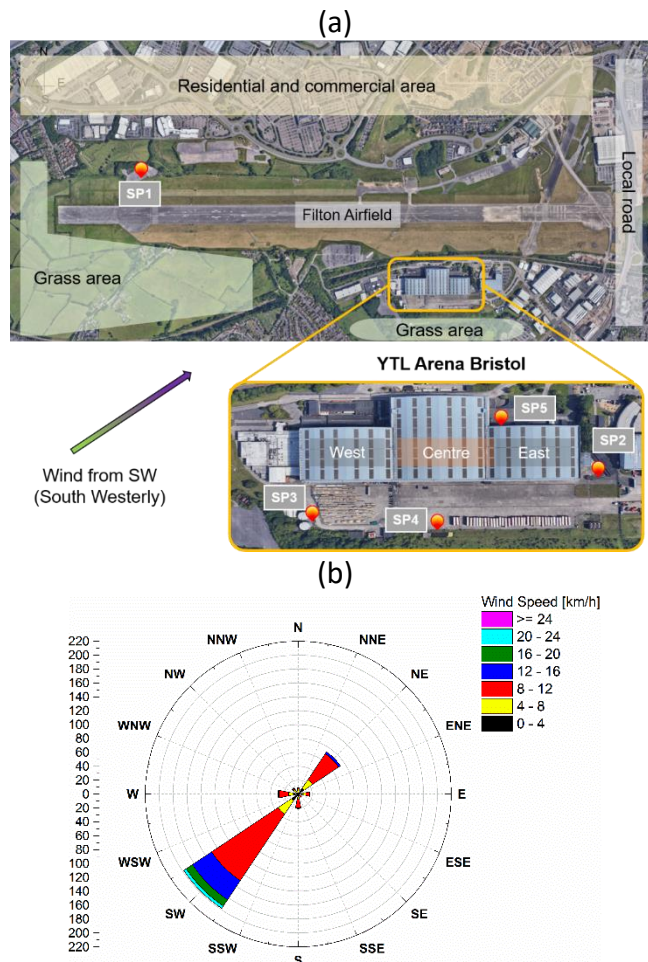 (a)
N
E
Residential and commercial area
SP1
Filton Airfield
Local road
Grass area
Grass area
YTL Arena Bristol
Wind from SW
(South Westerly)
West
Centre
East
SP5
SP2
SP3
SP4
(b)
Wind Speed [km/h]
>= 24
20 - 24
16 - 20
12 - 16
8 - 12
4 - 8
0 - 4
220
200
180
160
140
120
100
80
60
40
20
0
20
40
60
80
100
120
140
160
180
200
220
N
NNE
NE
ENE
E
ESE
SE
SSE
S
SSW
SW
WSW
W
WNW
NW
NNW